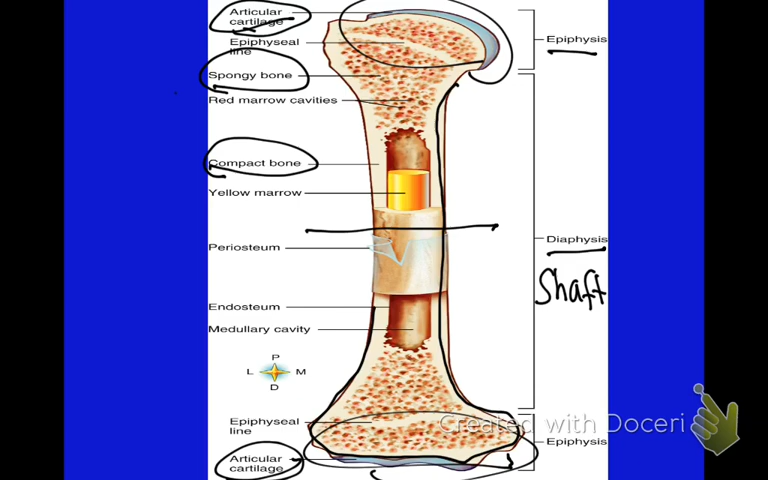 Articular
cartilage
Epiphyseal
line
Epiphysis
Spongy bone
Red marrow cavities
Compact bone
Yellow marrow
Diaphysis
Periosteum
Shaft
Endosteum
Medullary cavity
P
L M
D
Epiphyseal
line
Created with Doceri
Epiphysis
Articular
cartilage